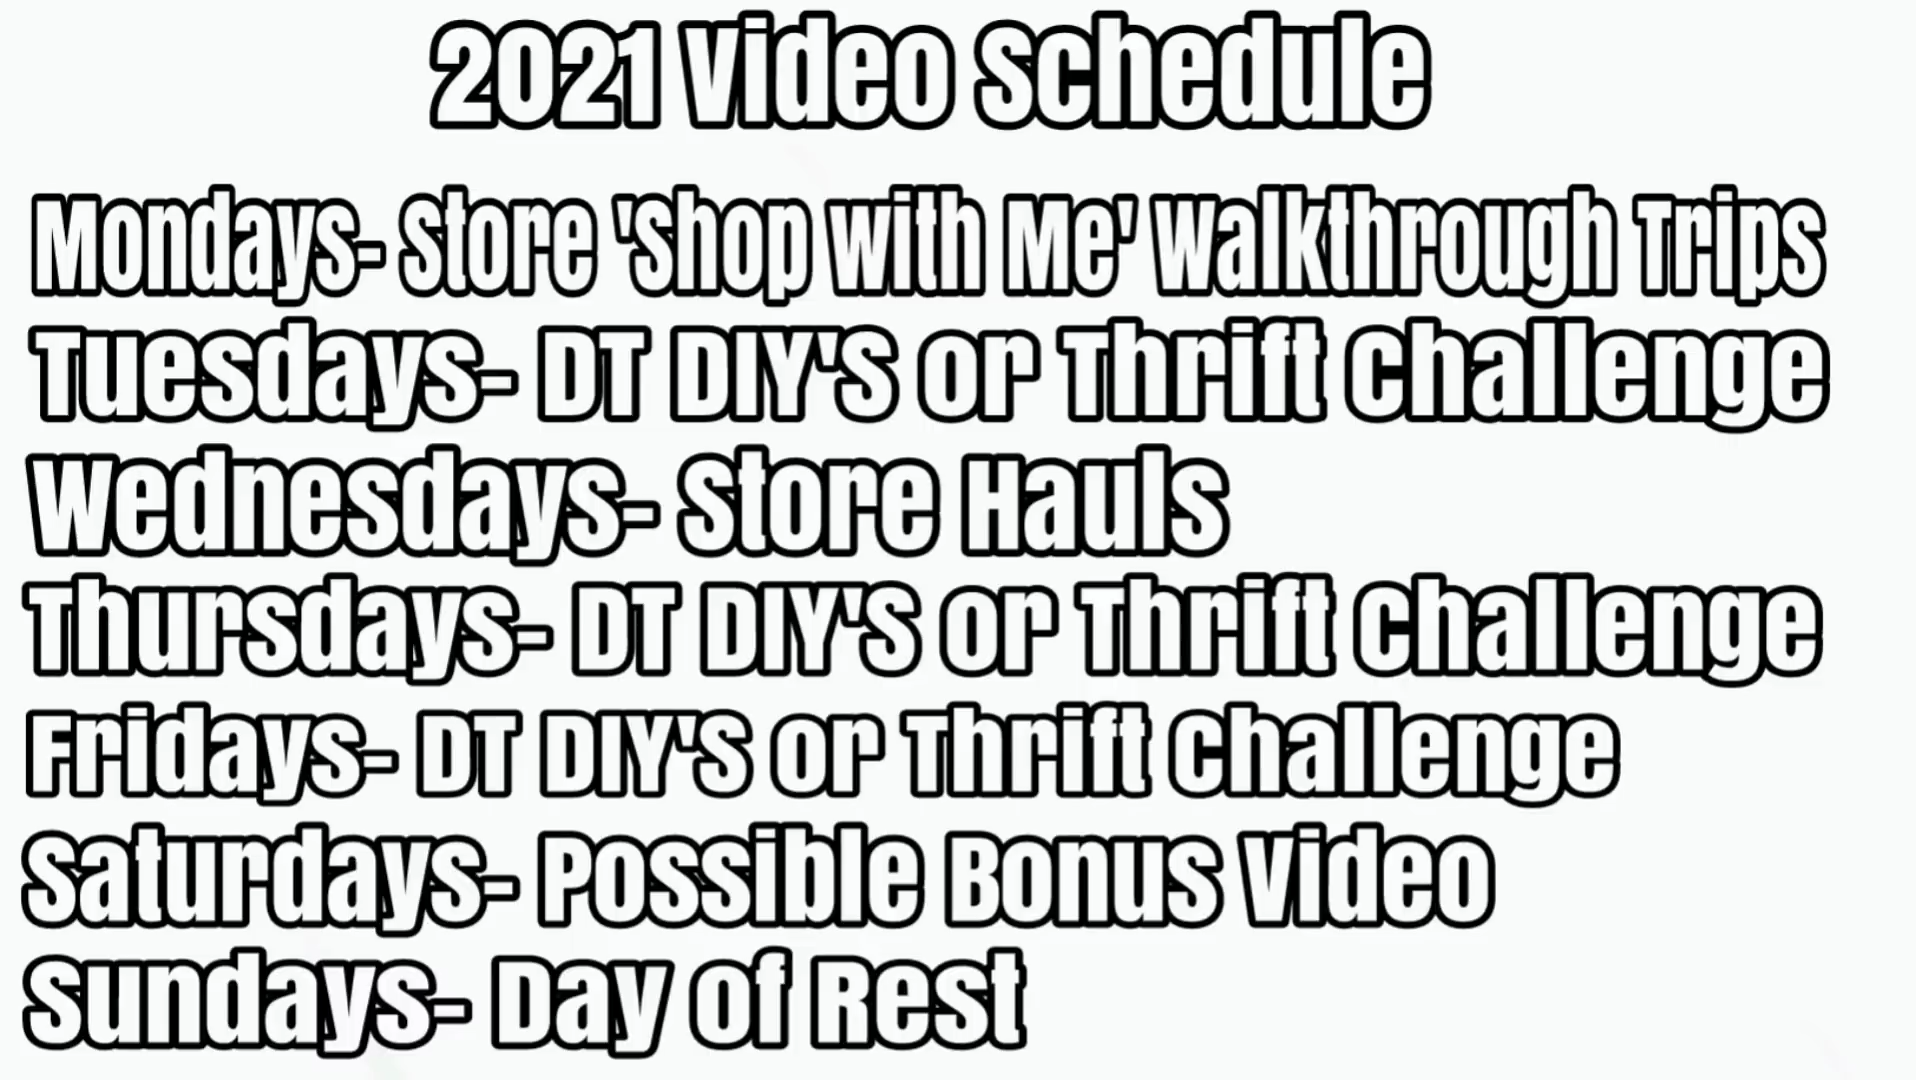 2021 Video Schedule
Mondays- Store 'Shop with Me' Walkthrough Trips
Tuesdays- DT DIY'S or Thrift Challenge
Wednesdays- Store Hauls
Thursdays- DT DIY'S or Thrift Challenge
Fridays- DT DIY'S or Thrift Challenge
Saturdays- Possible Bonus Video
Sundays- Day of Rest